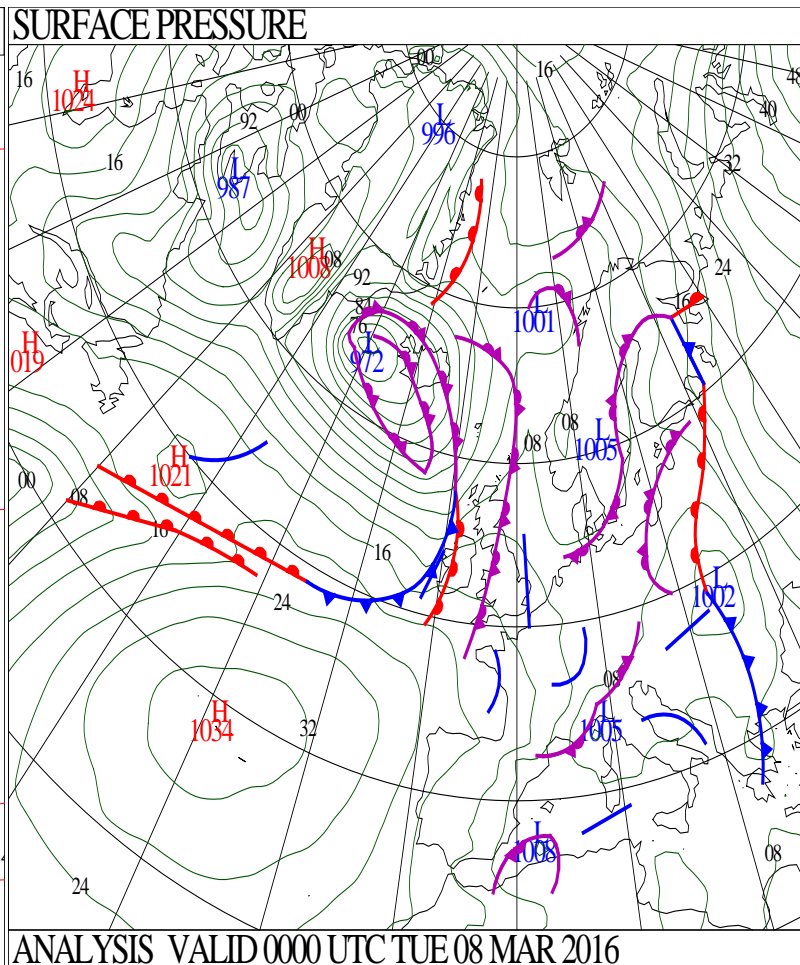 SURFACE PRESSURE
00
16
16
48
H
1024
40
92
00
L
996
16
32
L
987
H
1008
08
24
92
84
16
76
L
1001
L
972
H
019
08
L
1005
08
H
1021
00
08
16
16
L
1002
24
08
H
1034
32
L
1005
L
1008
08
24
ANALYSIS VALID 0000 UTC TUE 08 MAR 2016